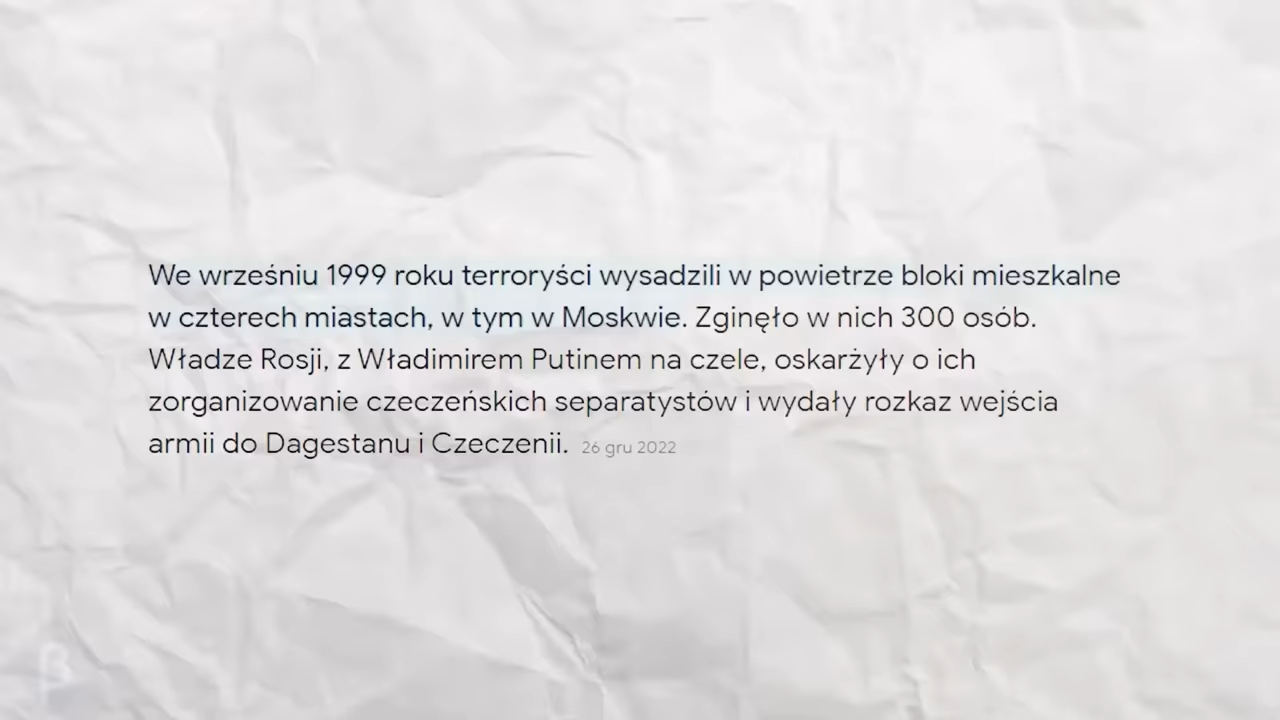 We wrześniu 1999 roku terroryści wysadzili w powietrze bloki mieszkalne
w czterech miastach, w tym w Moskwie. Zginęło w nich 300 osób.
Władze Rosji, z Władimirem Putinem na czele, oskarżyły o ich
zorganizowanie czeczeńskich separatystów i wydały rozkaz wejścia
armii do Dagestanu i Czeczenii. 26 gru 2022
β